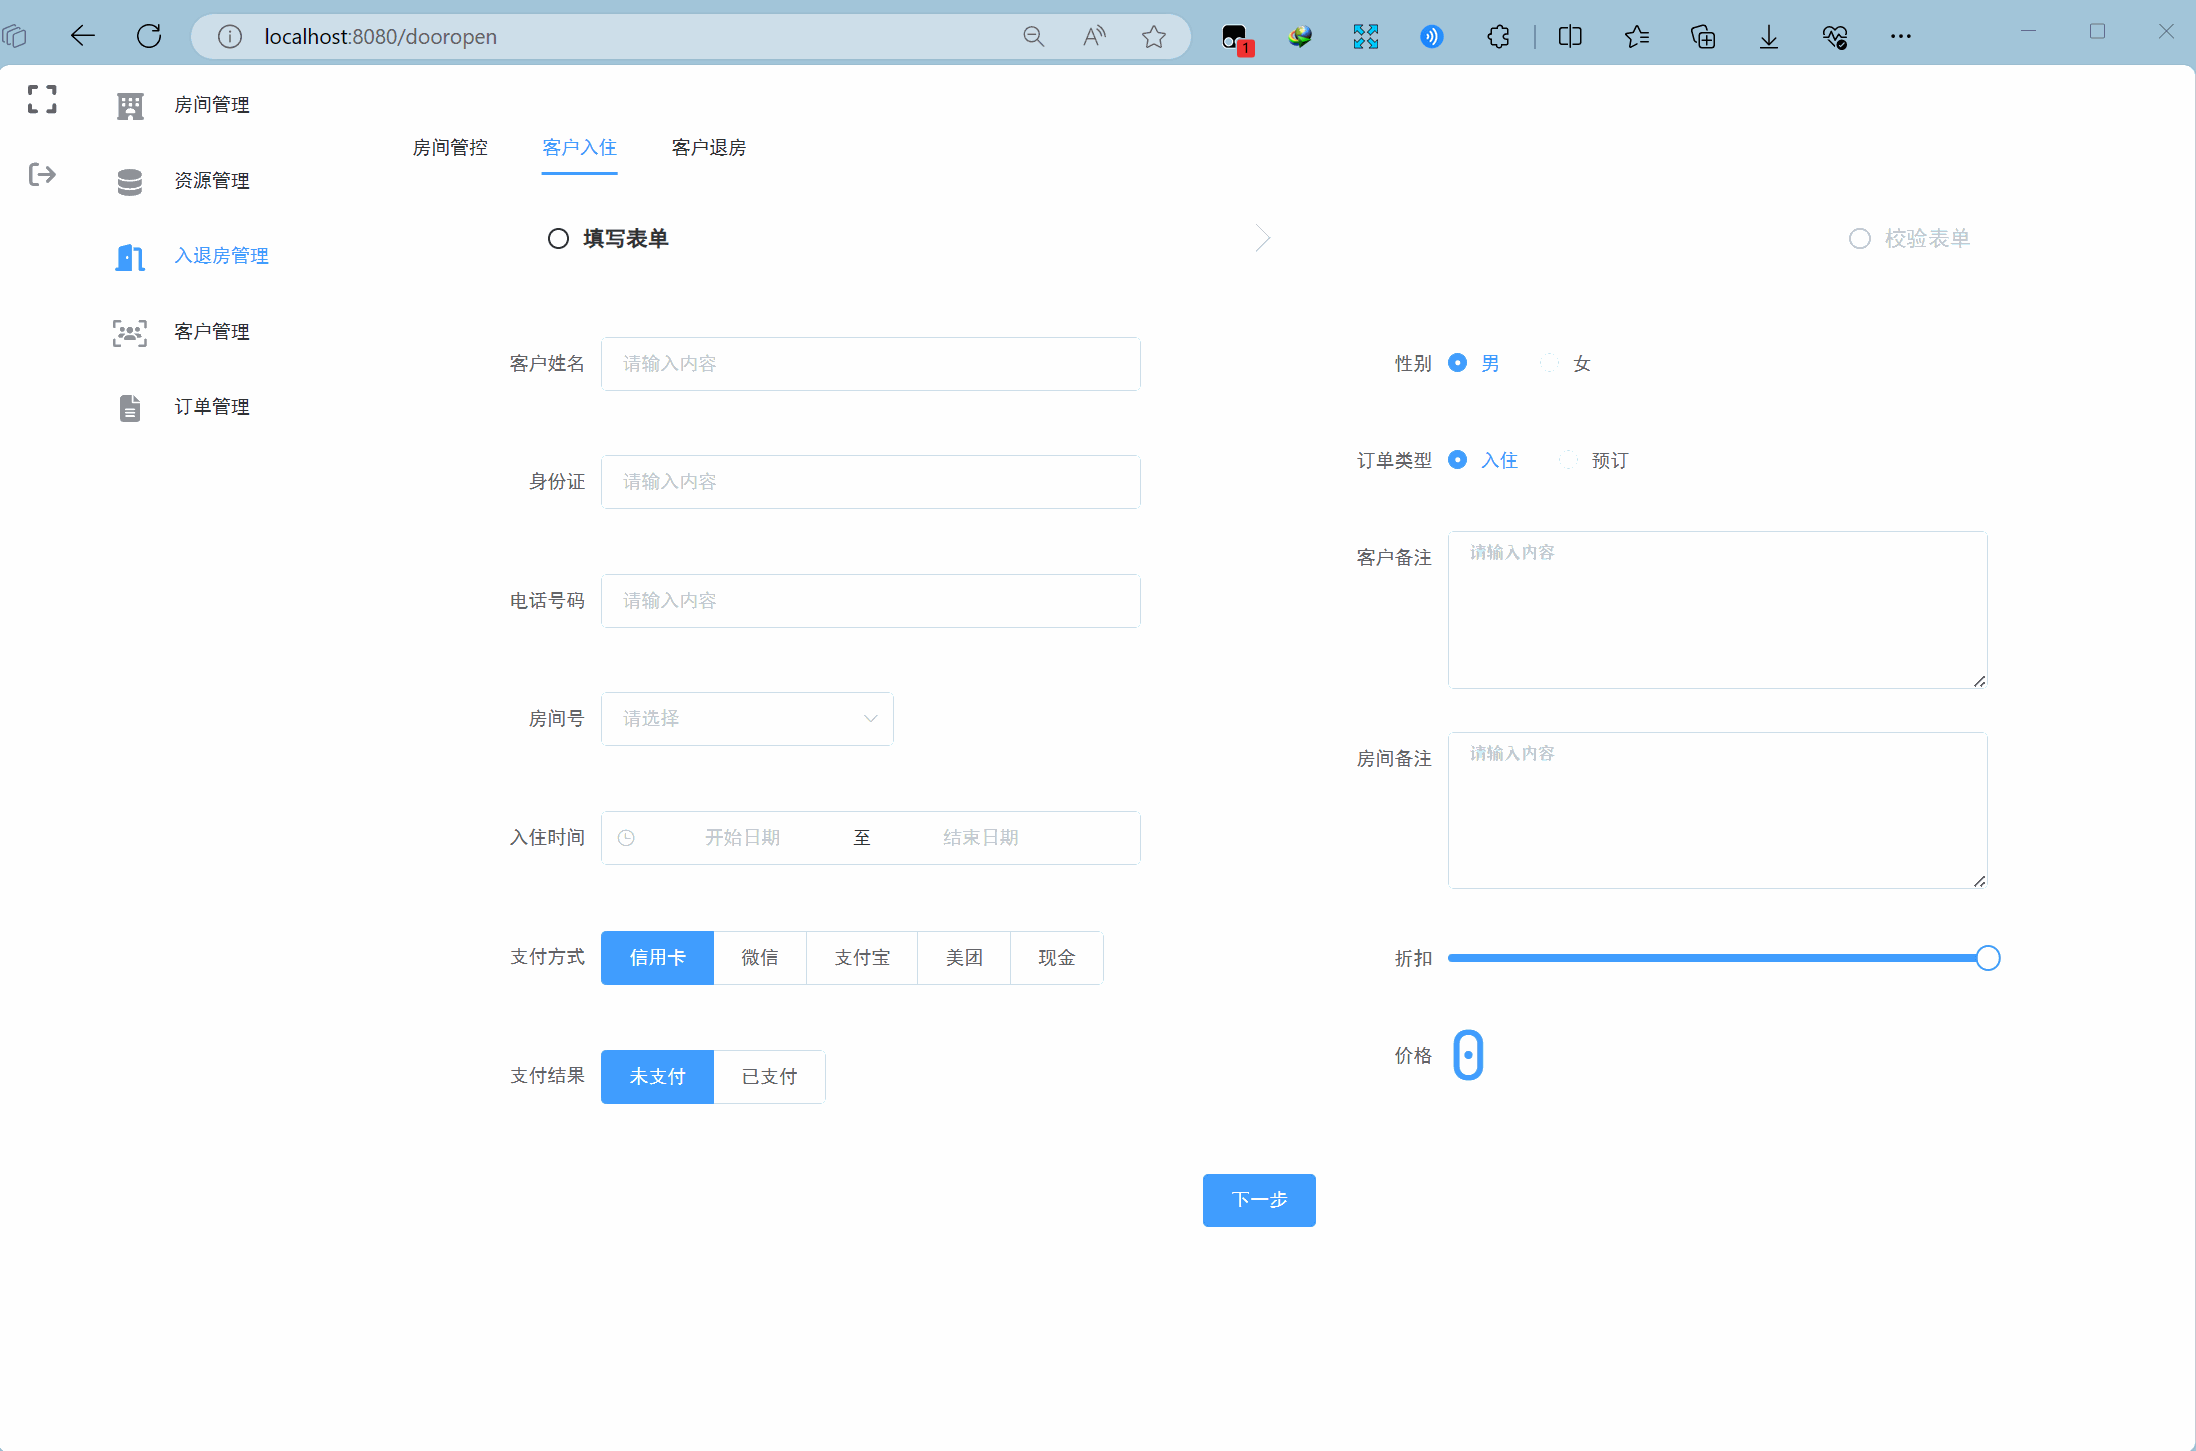 localhost:8080/dooropen
1
房间管理
资源管理
入退房管理
客户管理
订单管理
房间管控 客户入住 客户退房
填写表单 校验表单
客户姓名 请输入内容
身份证 请输入内容
电话号码 请输入内容
房间号 请选择
入住时间 开始日期 至 结束日期
支付方式 信用卡 微信 支付宝 美团 现金
支付结果 未支付 已支付
性别 男 女
订单类型 入住 预订
客户备注 请输入内容
房间备注 请输入内容
折扣
价格 0
下一步